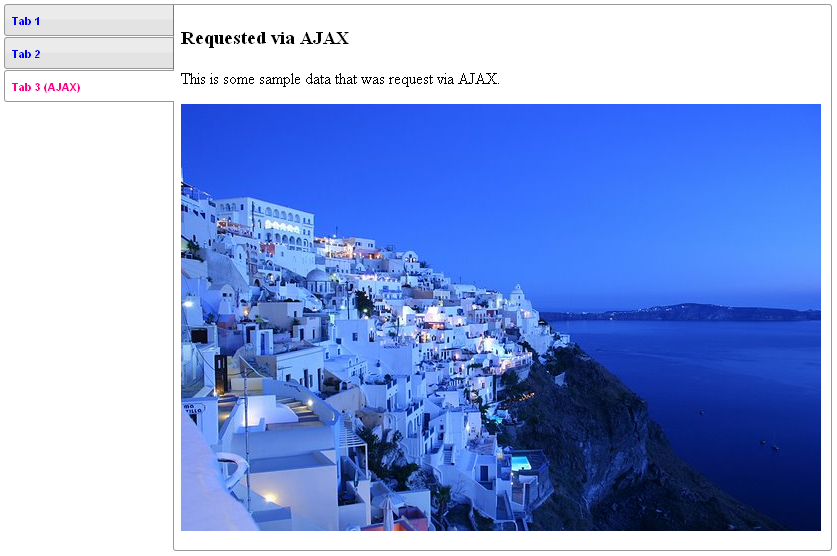 Tab 1
Tab 2
Tab 3 (AJAX)
Requested via AJAX
This is some sample data that was request via AJAX.